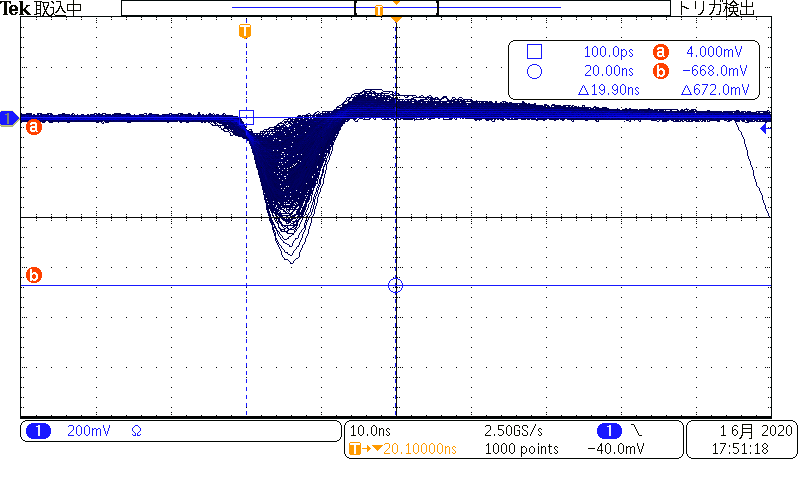 Tek 取込中 トリガ検出
T
T
100.0ps a 4.000mV
20.00ns b -668.0mV
△19.90ns △672.0mV
1
a
b
1 200mV Ω
10.0ns 2.50GS/s 1
T→▼20.10000ns 1000 points -40.0mV
1 6月 2020
17:51:18